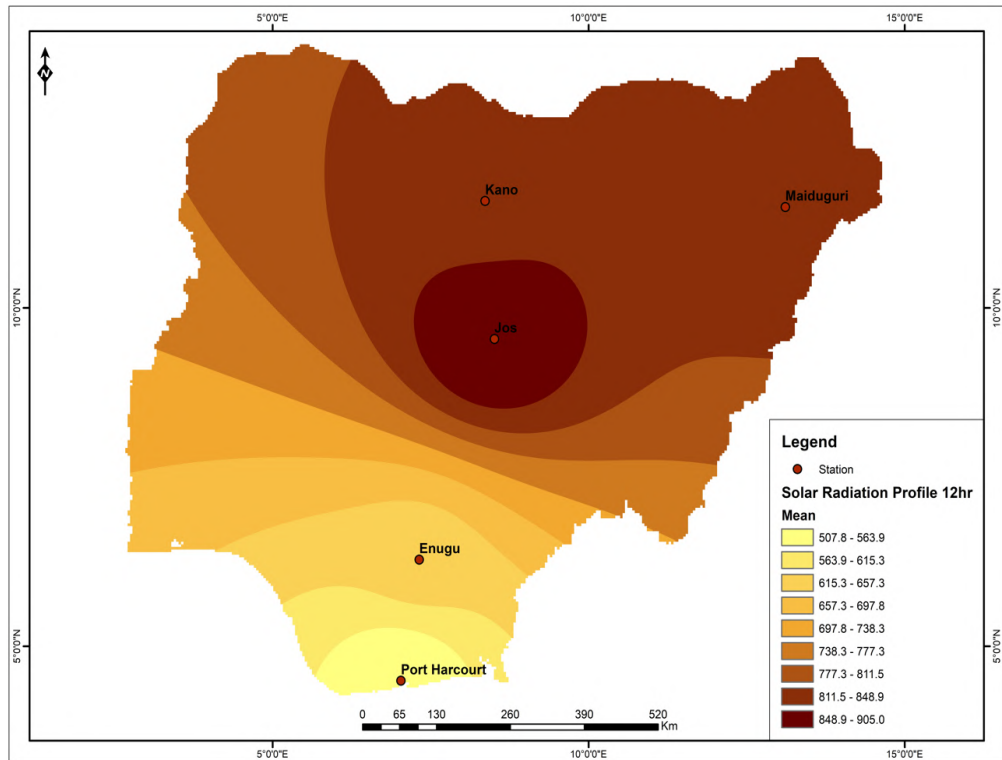 5°0'0"E
10°0'0"E
15°0'0"E
N
Kano
Maiduguri
10°0'0"N
10°0'0"N
Jos
Legend
Station
Solar Radiation Profile 12hr
Mean
507.8 - 563.9
563.9 - 615.3
615.3 - 657.3
657.3 - 697.8
697.8 - 738.3
738.3 - 777.3
777.3 - 811.5
811.5 - 848.9
848.9 - 905.0
Enugu
5°0'0"N
5°0'0"N
Port Harcourt
0 65 130 260 390 520
Km
5°0'0"E
10°0'0"E
15°0'0"E